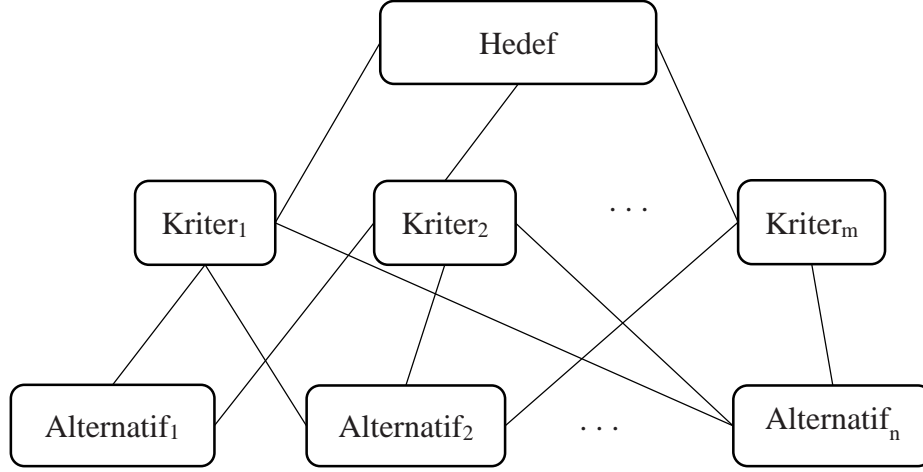 Hedef
Kriter₁ Kriter₂ . . . Kriterₘ
Alternatif₁ Alternatif₂ . . . Alternatifₙ